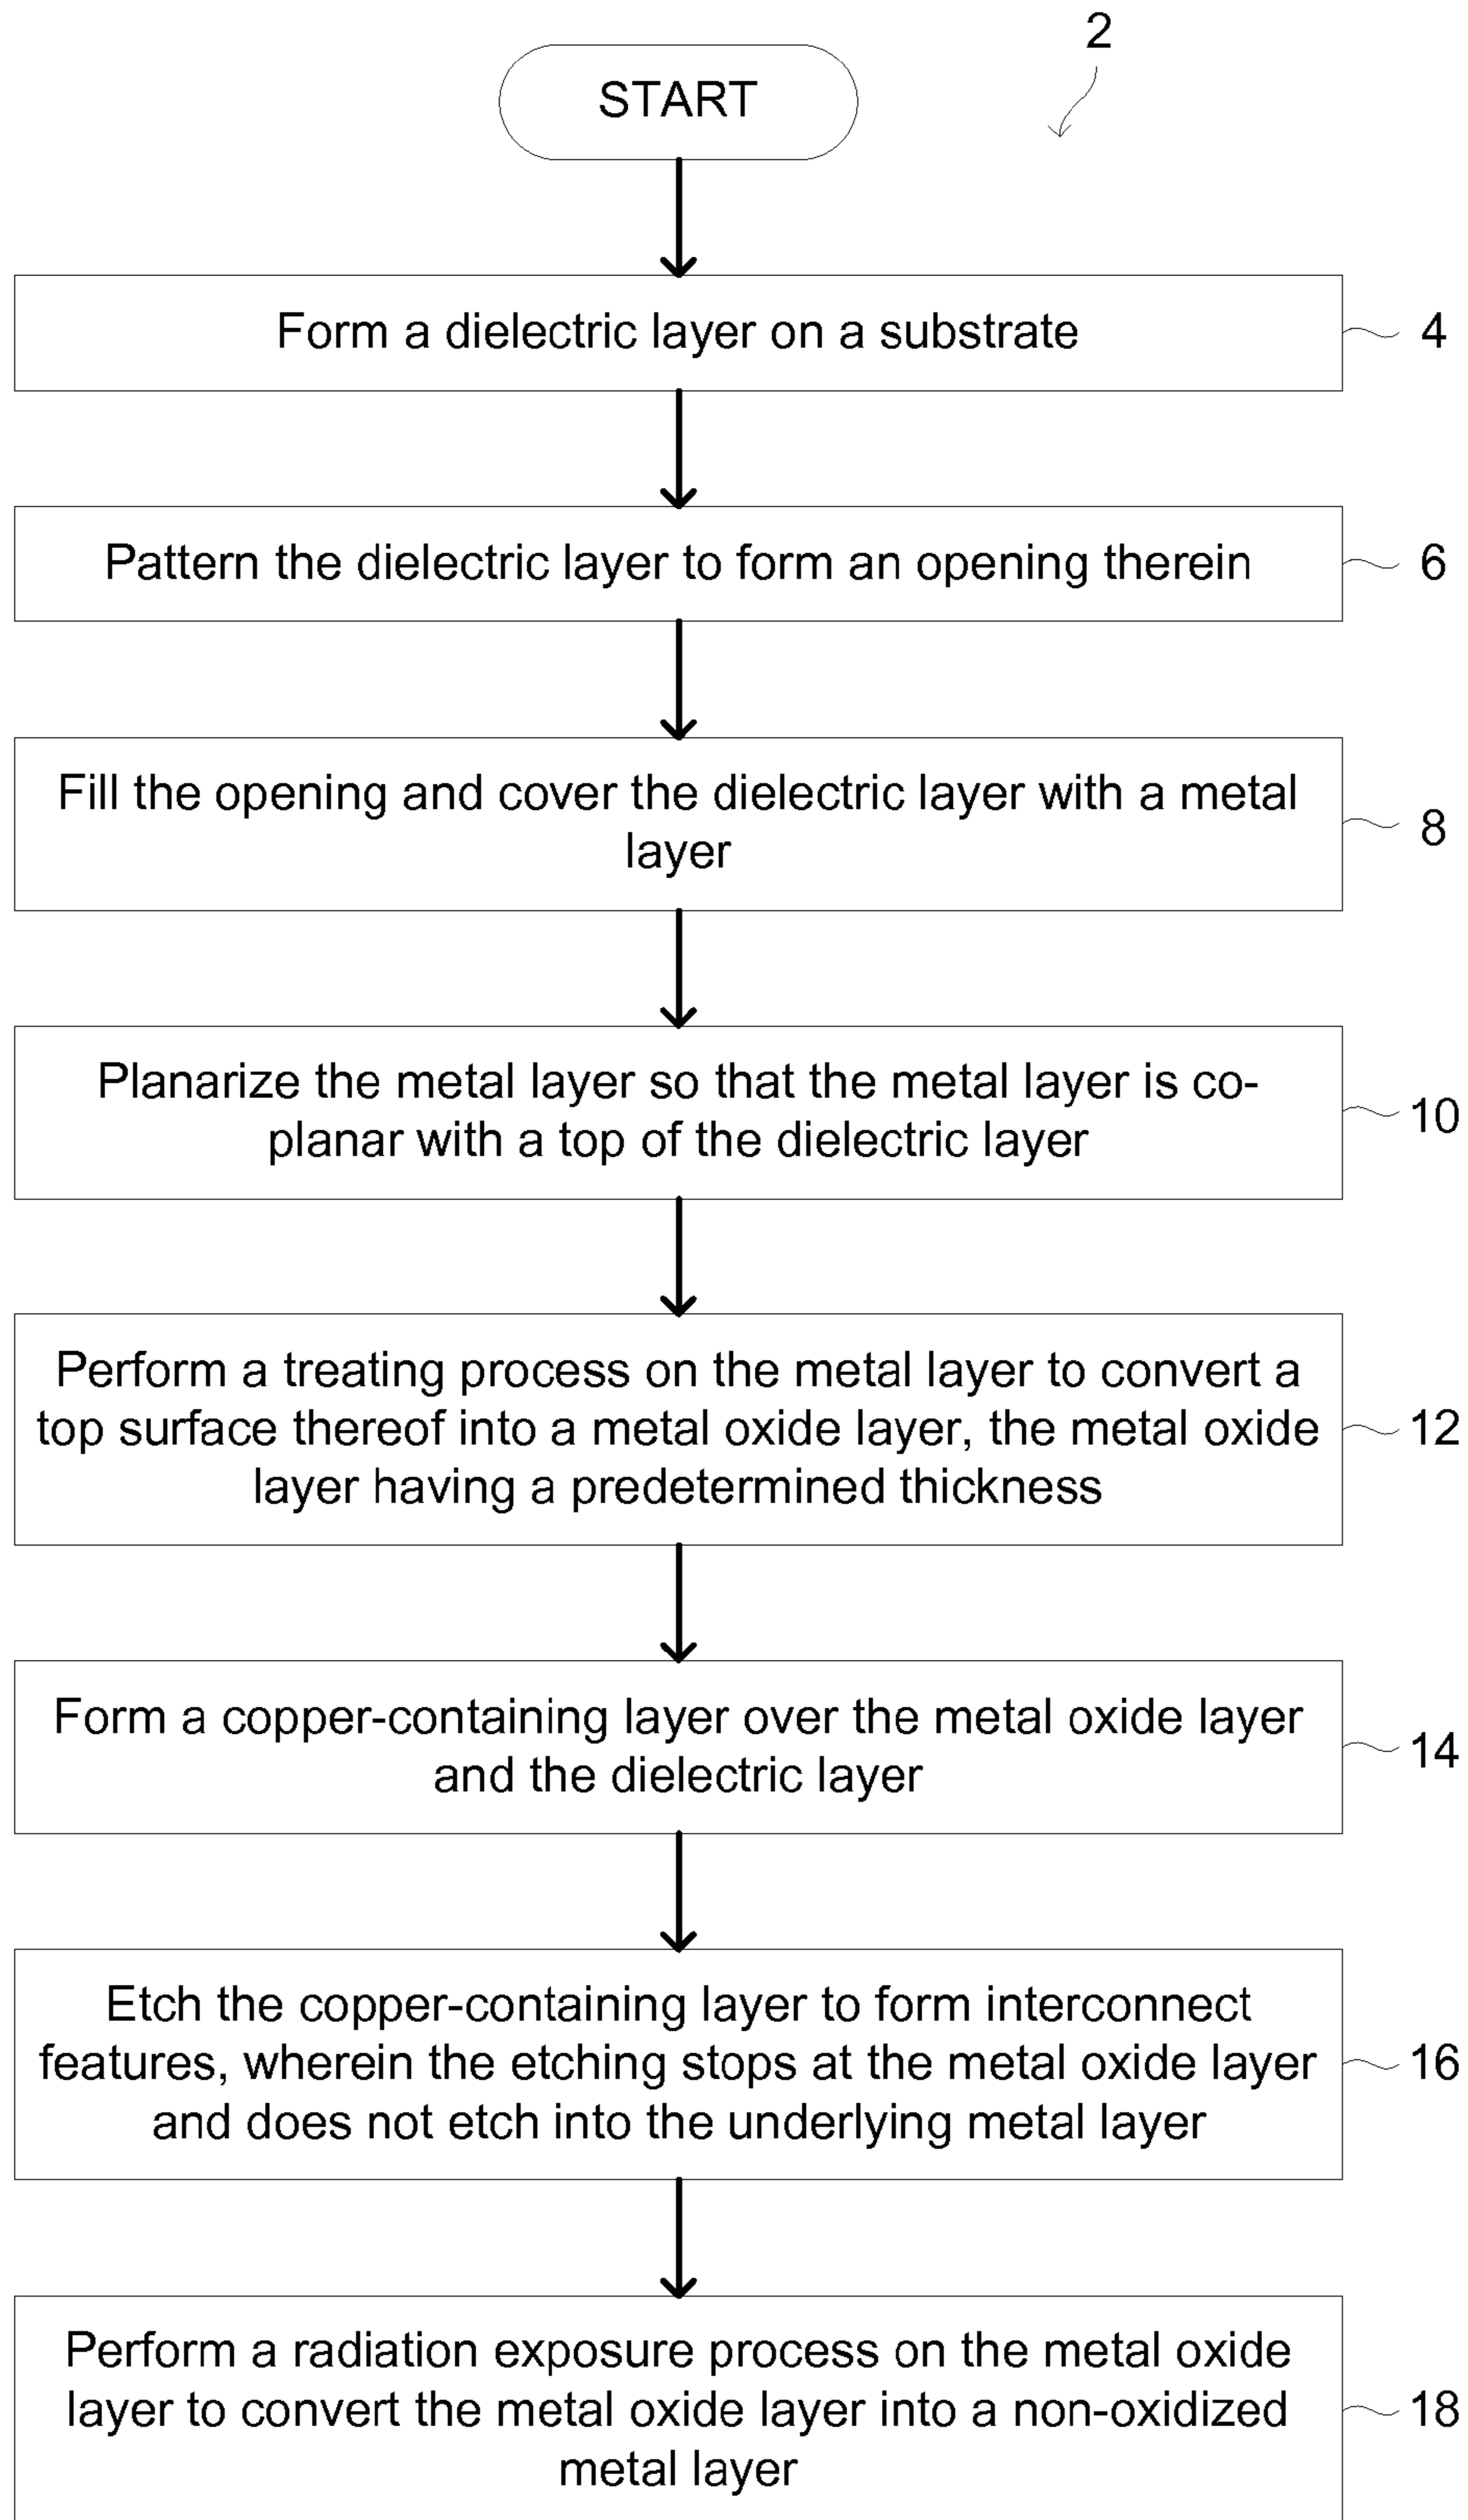 2
START
Form a dielectric layer on a substrate
4
Pattern the dielectric layer to form an opening therein
6
Fill the opening and cover the dielectric layer with a metal
layer
8
Planarize the metal layer so that the metal layer is co-
planar with a top of the dielectric layer
10
Perform a treating process on the metal layer to convert a
top surface thereof into a metal oxide layer, the metal oxide
layer having a predetermined thickness
12
Form a copper-containing layer over the metal oxide layer
and the dielectric layer
14
Etch the copper-containing layer to form interconnect
features, wherein the etching stops at the metal oxide layer
and does not etch into the underlying metal layer
16
Perform a radiation exposure process on the metal oxide
layer to convert the metal oxide layer into a non-oxidized
metal layer
18